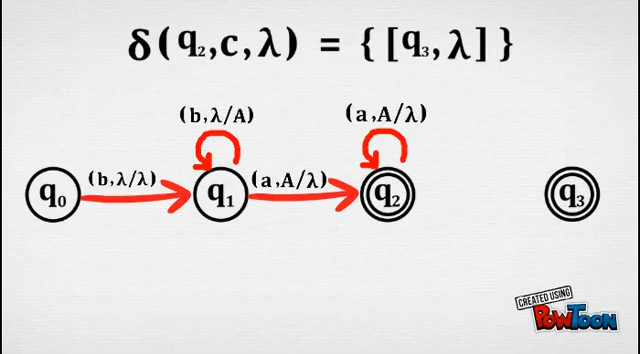 δ(q₂,c,λ) = {[q₃,λ]}
(b,λ/A)
(a,A/λ)
(b,λ/λ)
(a,A/λ)
q₀
q₁
q₂
q₃
CREATED USING
POWTOON